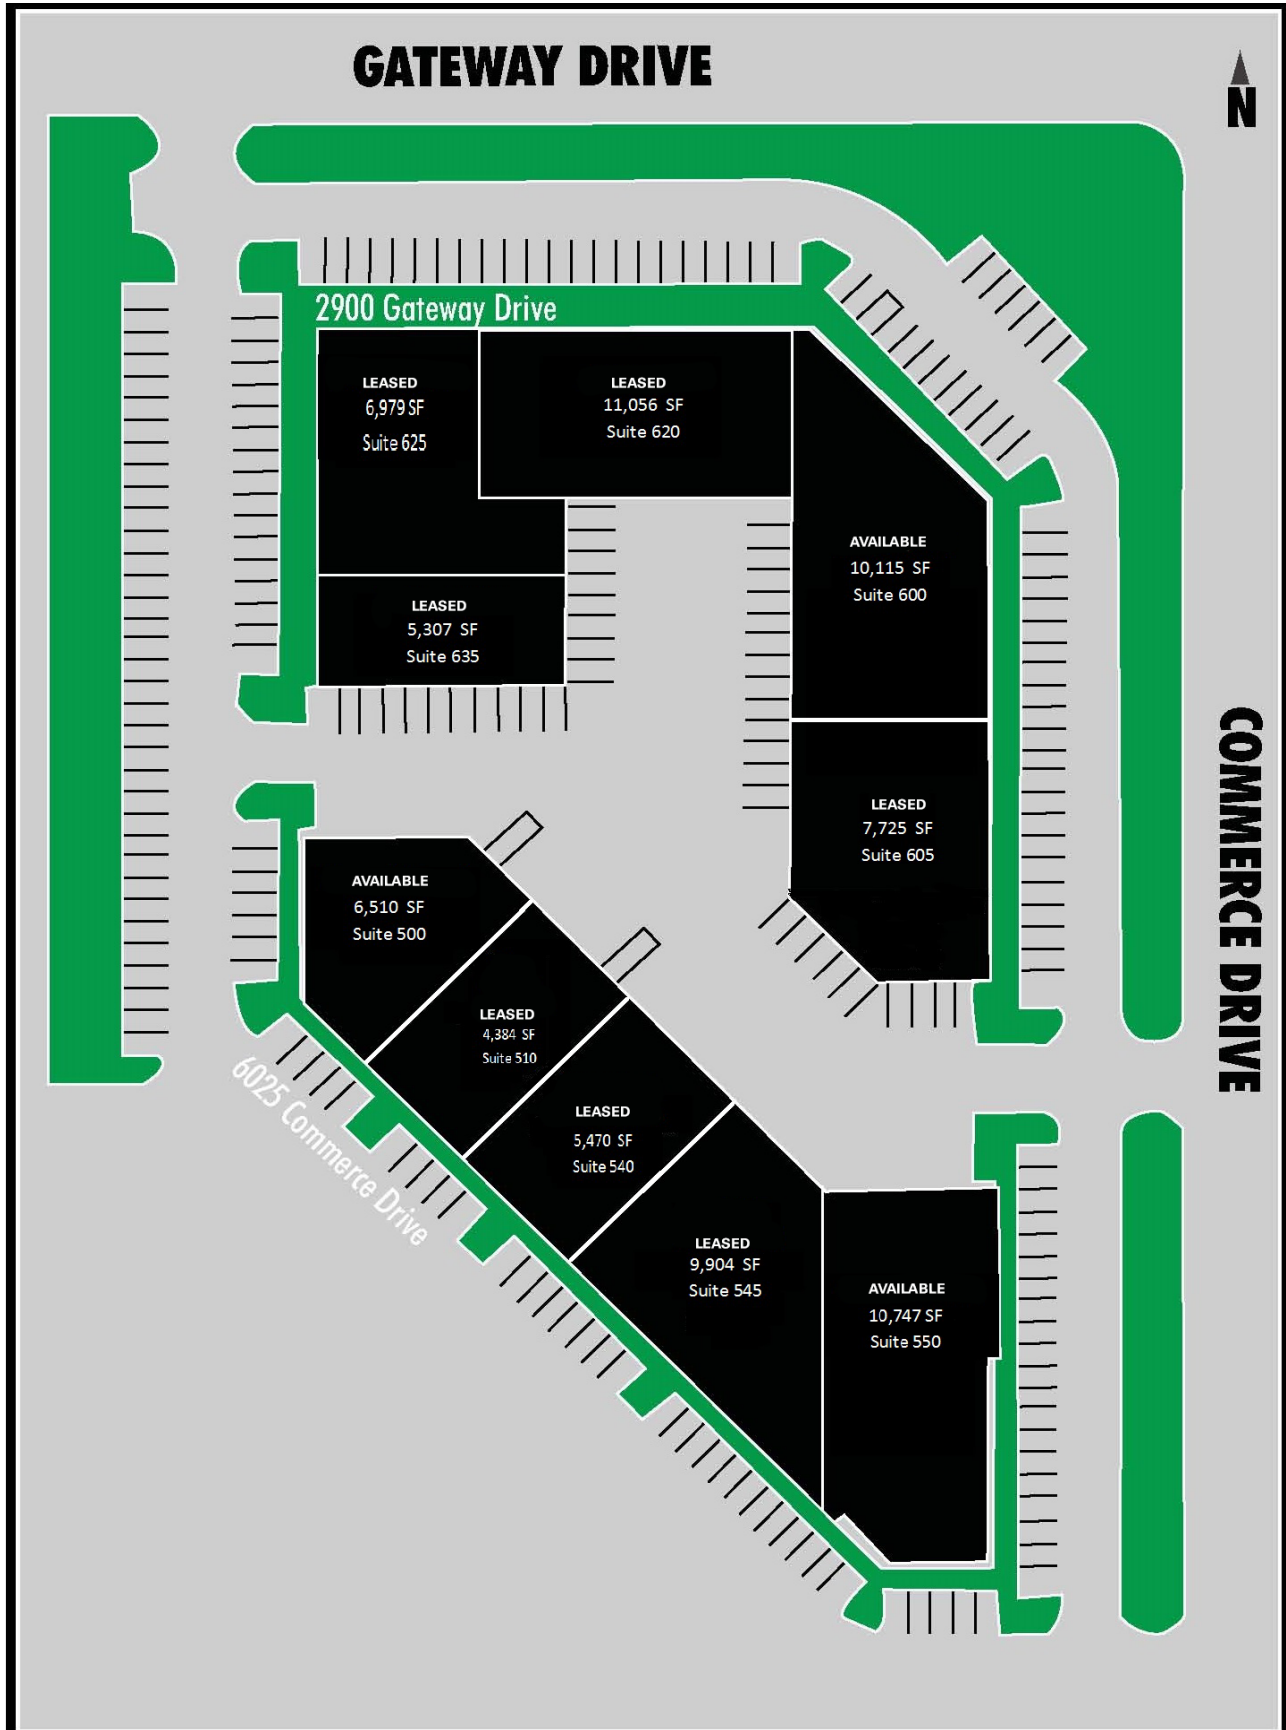 GATEWAY DRIVE
N
2900 Gateway Drive
LEASED
6,979 SF
Suite 625
LEASED
11,056 SF
Suite 620
AVAILABLE
10,115 SF
Suite 600
LEASED
5,307 SF
Suite 635
LEASED
7,725 SF
Suite 605
COMMERCE DRIVE
AVAILABLE
6,510 SF
Suite 500
LEASED
4,384 SF
Suite 510
6025 Commerce Drive
LEASED
5,470 SF
Suite 540
LEASED
9,904 SF
Suite 545
AVAILABLE
10,747 SF
Suite 550